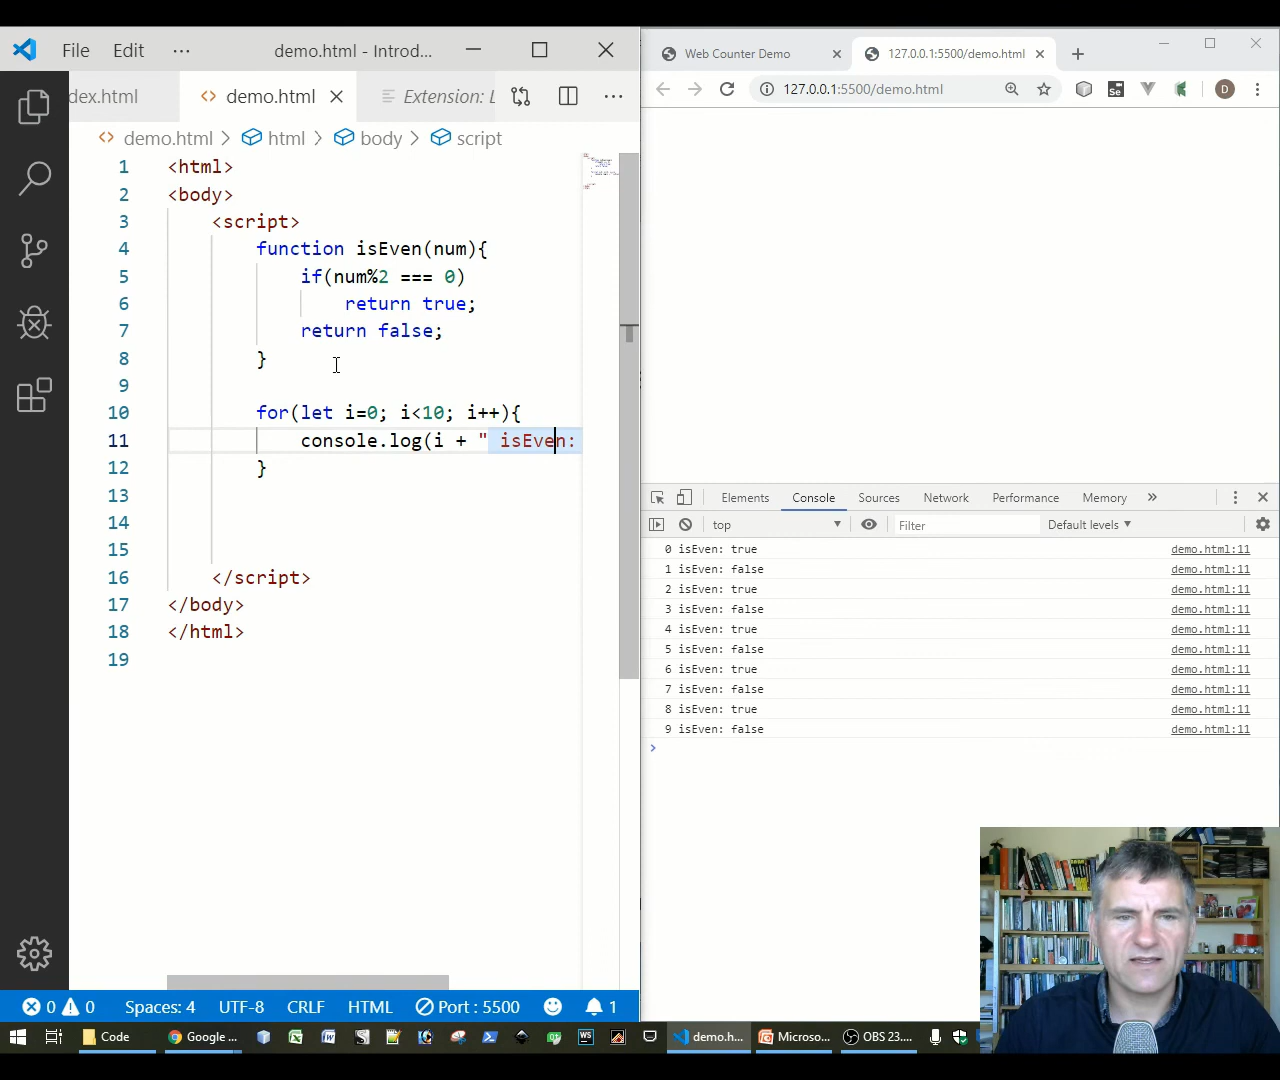 File Edit ··· demo.html - Introd...
dex.html demo.html Extension: L ···
demo.html > html > body > script
1 <html>
2 <body>
3 <script>
4 function isEven(num){
5 if(num%2 === 0)
6 return true;
7 return false;
8 }
9
10 for(let i=0; i<10; i++){
11 console.log(i + " isEven:
12 }
13
14
15
16 </script>
17 </body>
18 </html>
19
0 0 Spaces: 4 UTF-8 CRLF HTML Port : 5500 1
Web Counter Demo 127.0.0.1:5500/demo.html
127.0.0.1:5500/demo.html D
Elements Console Sources Network Performance Memory »
top Filter Default levels
0 isEven: true demo.html:11
1 isEven: false demo.html:11
2 isEven: true demo.html:11
3 isEven: false demo.html:11
4 isEven: true demo.html:11
5 isEven: false demo.html:11
6 isEven: true demo.html:11
7 isEven: false demo.html:11
8 isEven: true demo.html:11
9 isEven: false demo.html:11
>
Code Google ... demo.h... Microso... OBS 23....